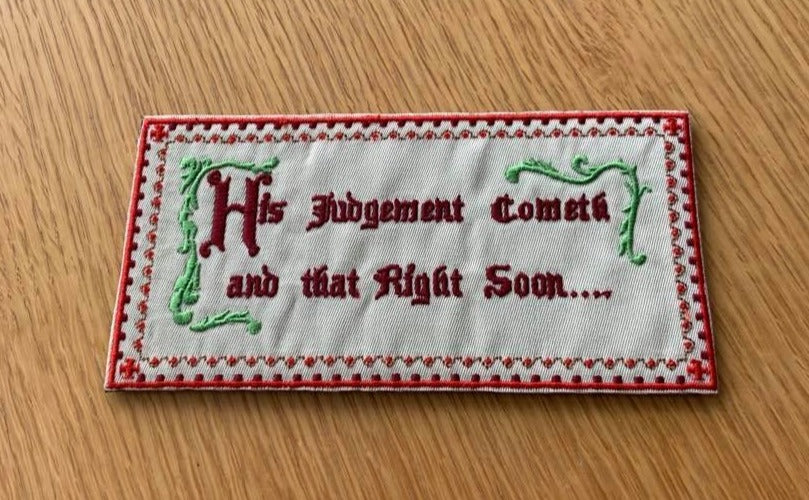 His Judgement Cometh
and that Right Soon....